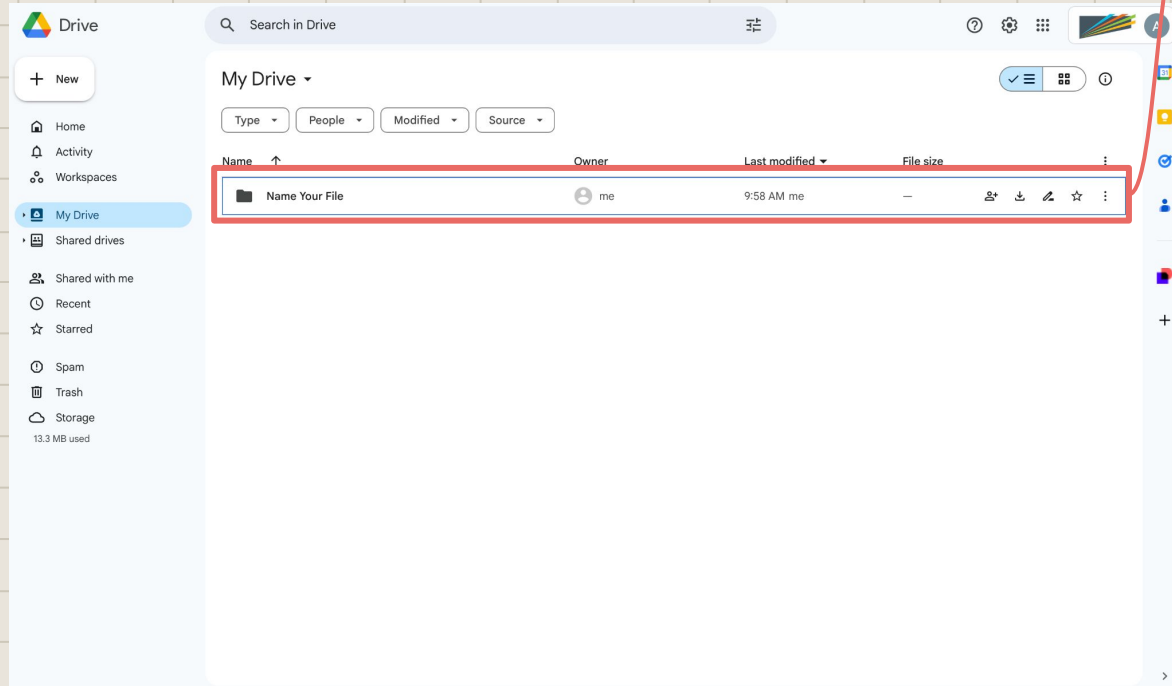 Drive
Search in Drive
A
New
My Drive
Type People Modified Source
Home
Activity
Workspaces
My Drive
Shared drives
Shared with me
Recent
Starred
Spam
Trash
Storage
13.3 MB used
Name Owner Last modified File size
Name Your File me 9:58 AM me —
31